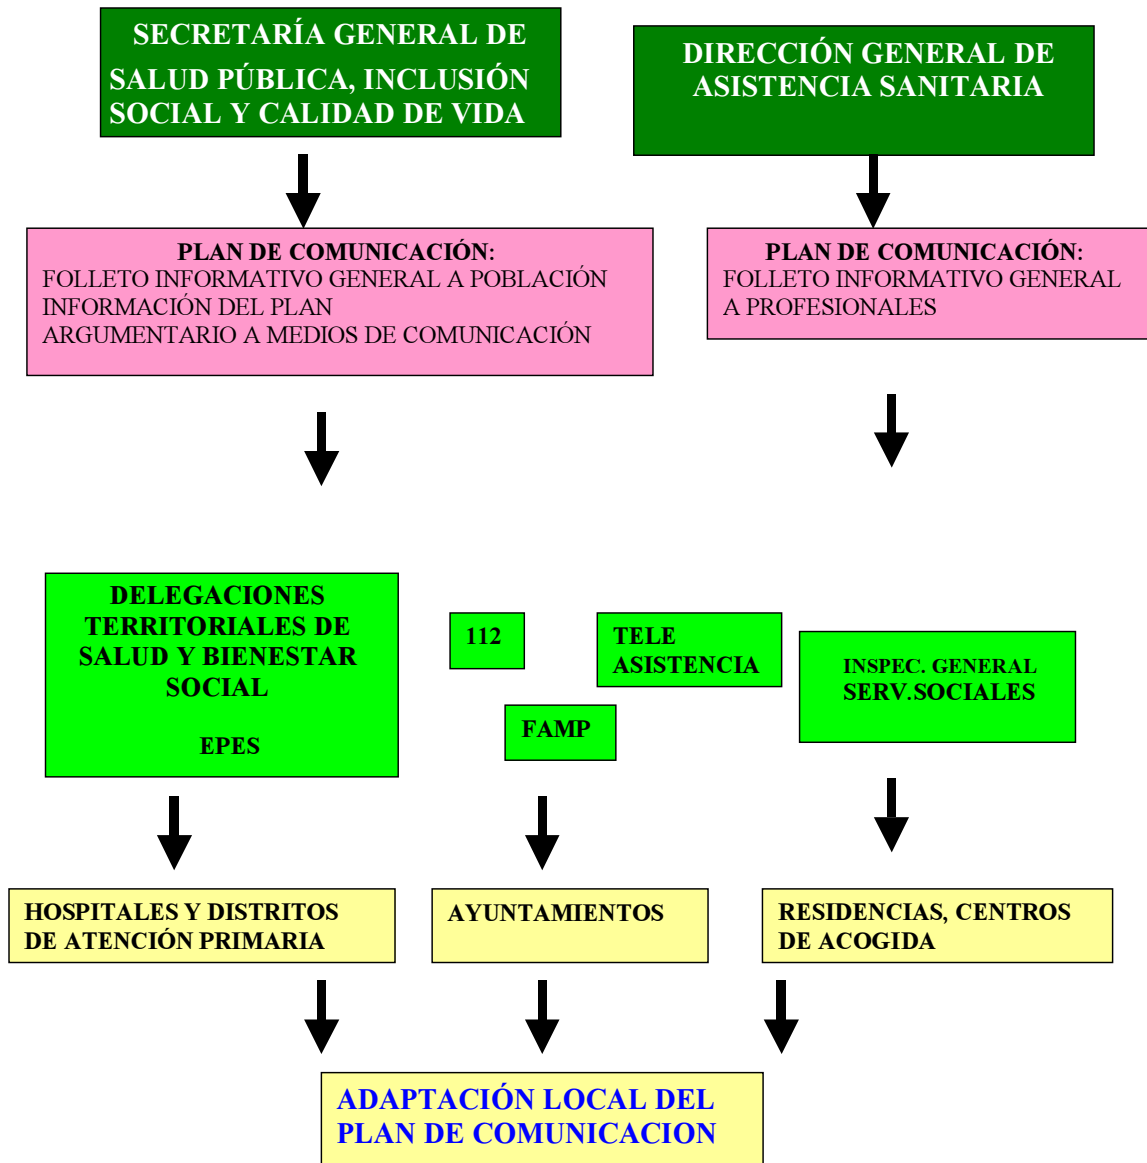 SECRETARÍA GENERAL DE
SALUD PÚBLICA, INCLUSIÓN
SOCIAL Y CALIDAD DE VIDA
DIRECCIÓN GENERAL DE
ASISTENCIA SANITARIA
PLAN DE COMUNICACIÓN:
FOLLETO INFORMATIVO GENERAL A POBLACIÓN
INFORMACIÓN DEL PLAN
ARGUMENTARIO A MEDIOS DE COMUNICACIÓN
PLAN DE COMUNICACIÓN:
FOLLETO INFORMATIVO GENERAL
A PROFESIONALES
DELEGACIONES
TERRITORIALES DE
SALUD Y BIENESTAR
SOCIAL
EPES
112
TELE
ASISTENCIA
FAMP
INSPEC. GENERAL
SERV.SOCIALES
HOSPITALES Y DISTRITOS
DE ATENCIÓN PRIMARIA
AYUNTAMIENTOS
RESIDENCIAS, CENTROS
DE ACOGIDA
ADAPTACIÓN LOCAL DEL
PLAN DE COMUNICACION